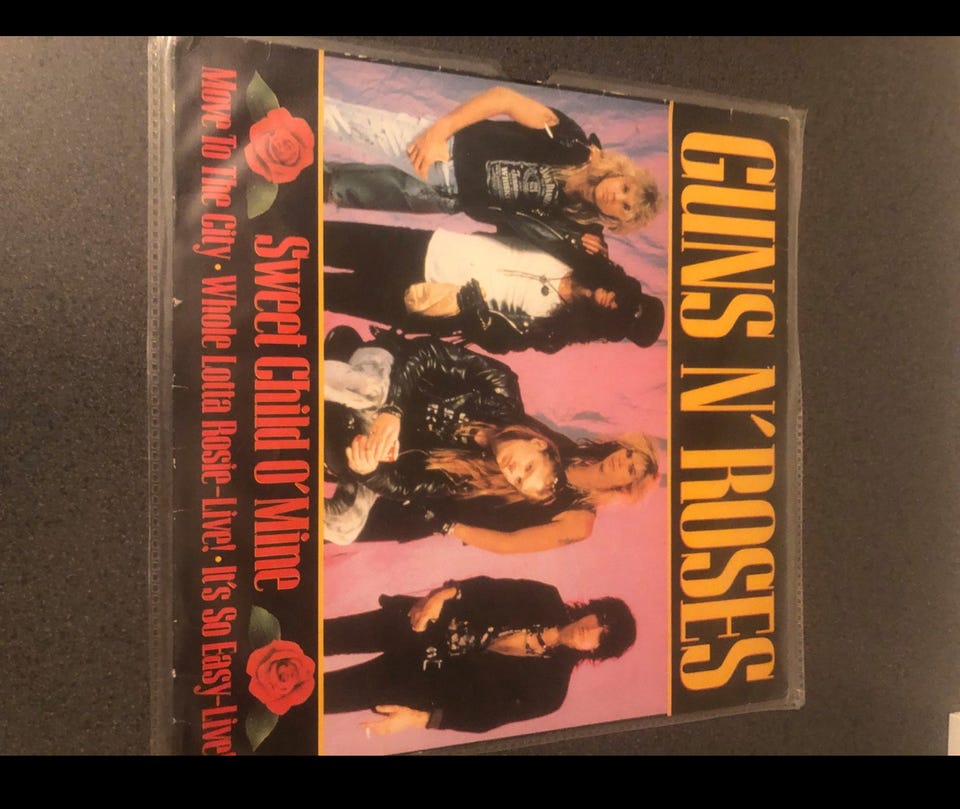 GUNS N' ROSES
Sweet Child O' Mine
Move To The City • Whole Lotta Rosie-Live! • It's So Easy-Live!